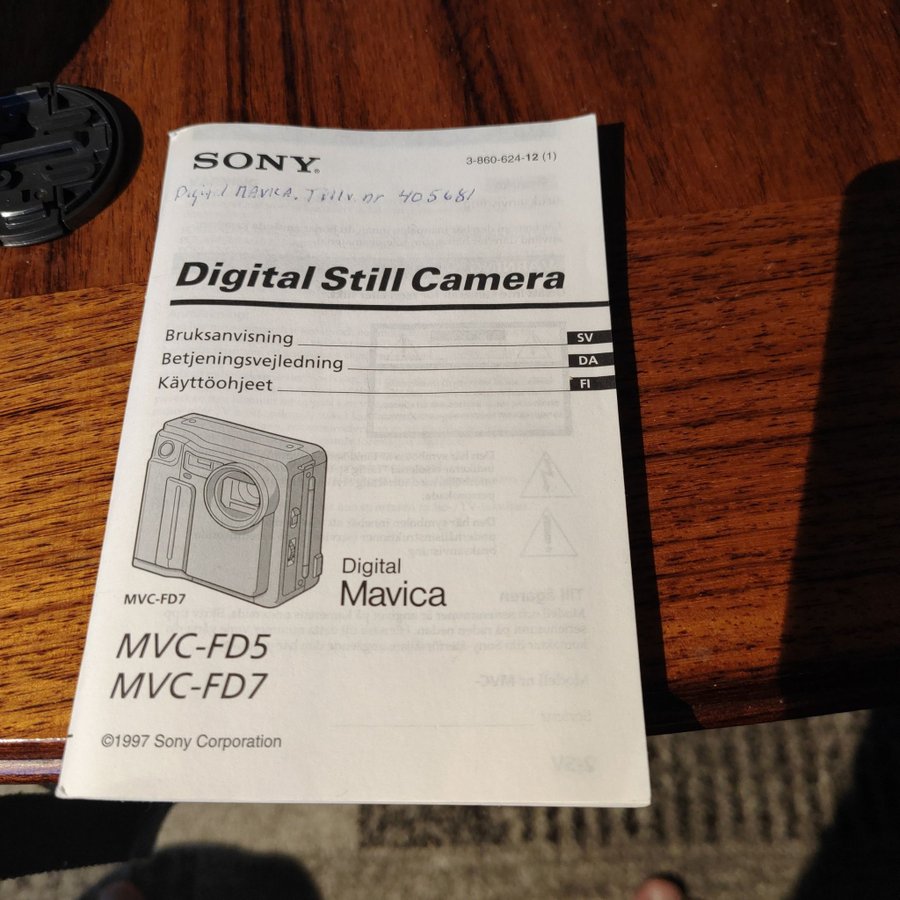 SONY®
3-860-624-12 (1)
Digital MAVICA. Tillv. nr 405681
Digital Still Camera
Bruksanvisning SV
Betjeningsvejledning DA
Käyttöohjeet FI
MVC-FD7
Digital
Mavica
MVC-FD5
MVC-FD7
©1997 Sony Corporation